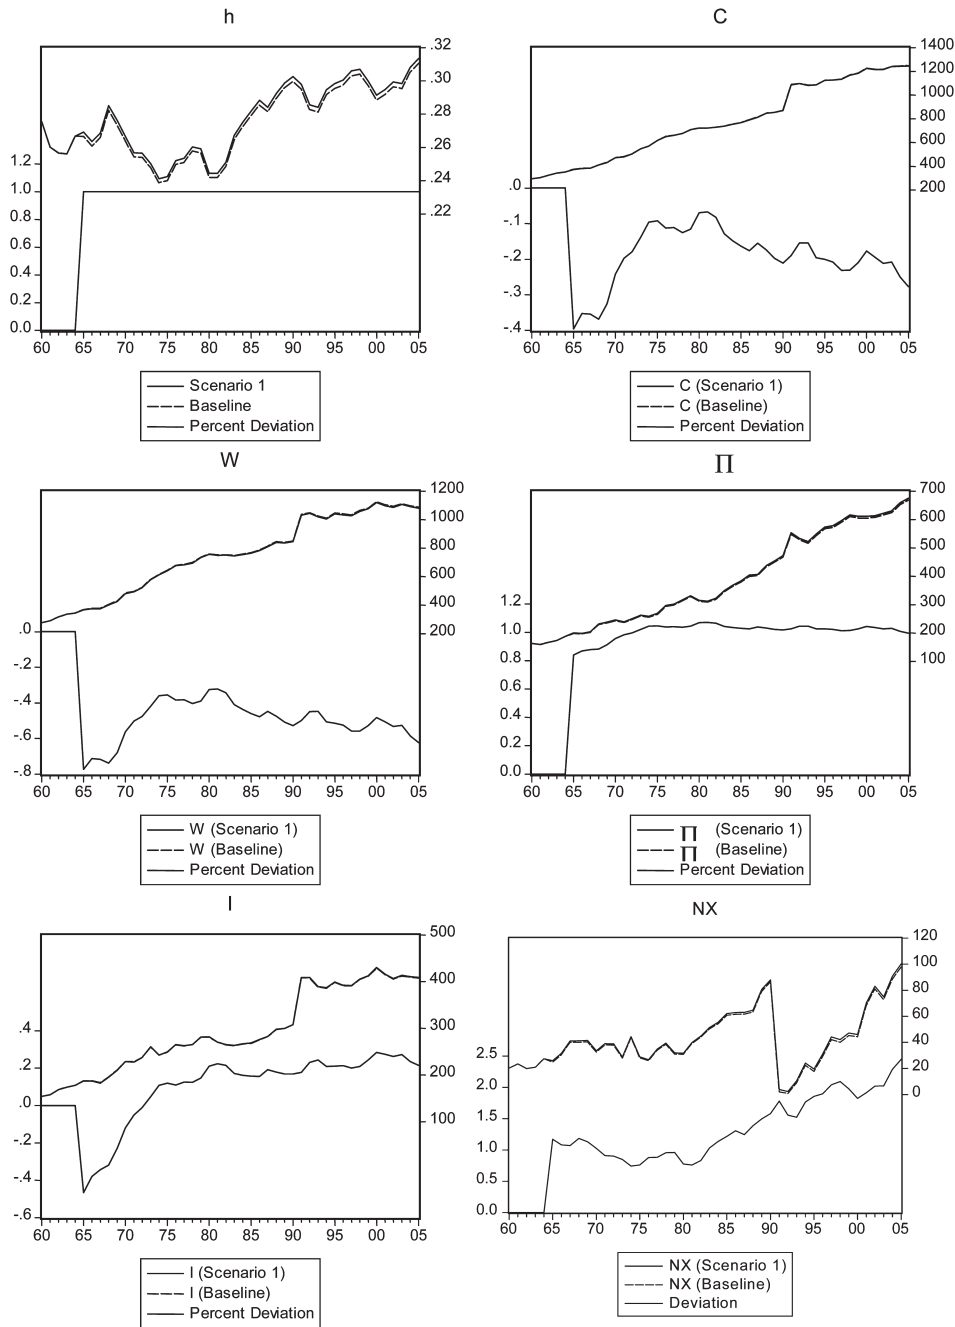 h
.32
.30
.28
.26
.24
.22
1.2
1.0
0.8
0.6
0.4
0.2
0.0
60 65 70 75 80 85 90 95 00 05
Scenario 1
Baseline
Percent Deviation
C
1400
1200
1000
800
600
400
200
.0
-.1
-.2
-.3
-.4
60 65 70 75 80 85 90 95 00 05
C (Scenario 1)
C (Baseline)
Percent Deviation
W
1200
1000
800
600
400
200
.0
-.2
-.4
-.6
-.8
60 65 70 75 80 85 90 95 00 05
W (Scenario 1)
W (Baseline)
Percent Deviation
Π
700
600
500
400
300
200
100
1.2
1.0
0.8
0.6
0.4
0.2
0.0
60 65 70 75 80 85 90 95 00 05
Π (Scenario 1)
Π (Baseline)
Percent Deviation
I
500
400
300
200
100
.4
.2
.0
-.2
-.4
-.6
60 65 70 75 80 85 90 95 00 05
I (Scenario 1)
I (Baseline)
Percent Deviation
NX
120
100
80
60
40
20
0
2.5
2.0
1.5
1.0
0.5
0.0
60 65 70 75 80 85 90 95 00 05
NX (Scenario 1)
NX (Baseline)
Deviation